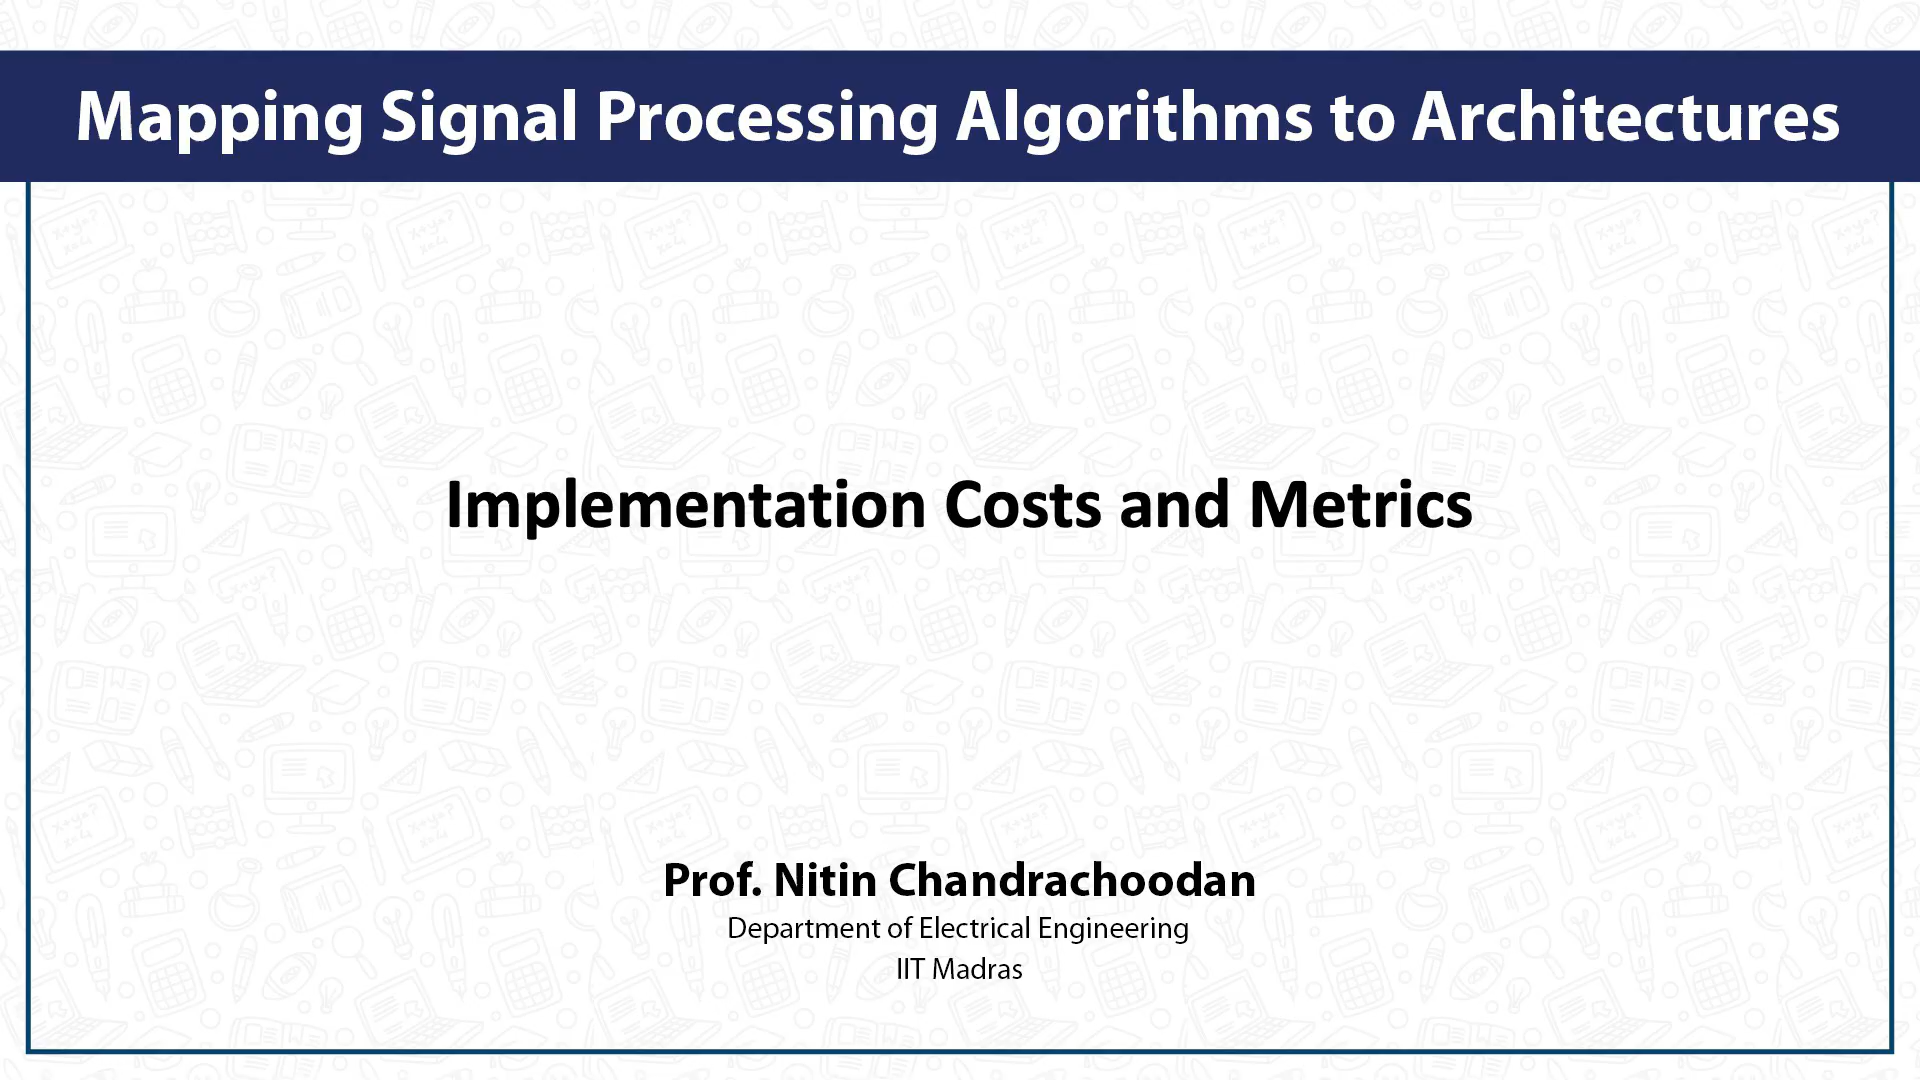 Mapping Signal Processing Algorithms to Architectures
Implementation Costs and Metrics
Prof. Nitin Chandrachoodan
Department of Electrical Engineering
IIT Madras